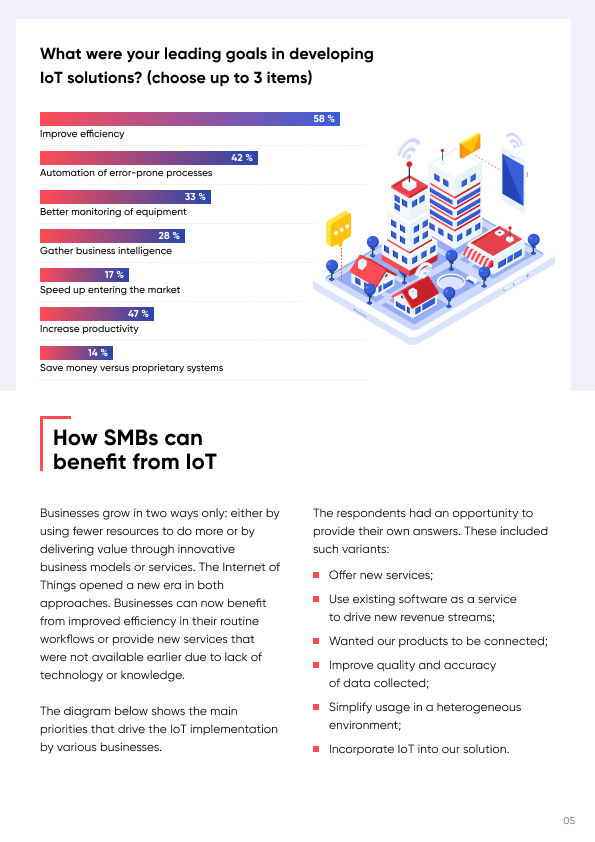 What were your leading goals in developing
IoT solutions? (choose up to 3 items)
58 %
Improve efficiency
42 %
Automation of error-prone processes
33 %
Better monitoring of equipment
28 %
Gather business intelligence
17 %
Speed up entering the market
47 %
Increase productivity
14 %
Save money versus proprietary systems
How SMBs can
benefit from IoT
Businesses grow in two ways only: either by
using fewer resources to do more or by
delivering value through innovative
business models or services. The Internet of
Things opened a new era in both
approaches. Businesses can now benefit
from improved efficiency in their routine
workflows or provide new services that
were not available earlier due to lack of
technology or knowledge.
The diagram below shows the main
priorities that drive the IoT implementation
by various businesses.
The respondents had an opportunity to
provide their own answers. These included
such variants:
Offer new services;
Use existing software as a service
to drive new revenue streams;
Wanted our products to be connected;
Improve quality and accuracy
of data collected;
Simplify usage in a heterogeneous
environment;
Incorporate IoT into our solution.
05